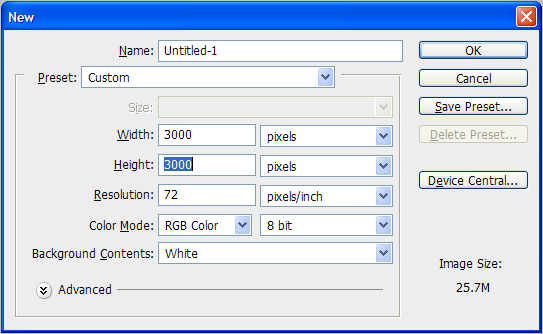 New
Name: Untitled-1
OK
Preset: Custom
Cancel
Size:
Save Preset...
Width: 3000 pixels
Delete Preset...
Height: 3000 pixels
Resolution: 72 pixels/inch
Device Central...
Color Mode: RGB Color 8 bit
Background Contents: White
Image Size:
Advanced
25.7M